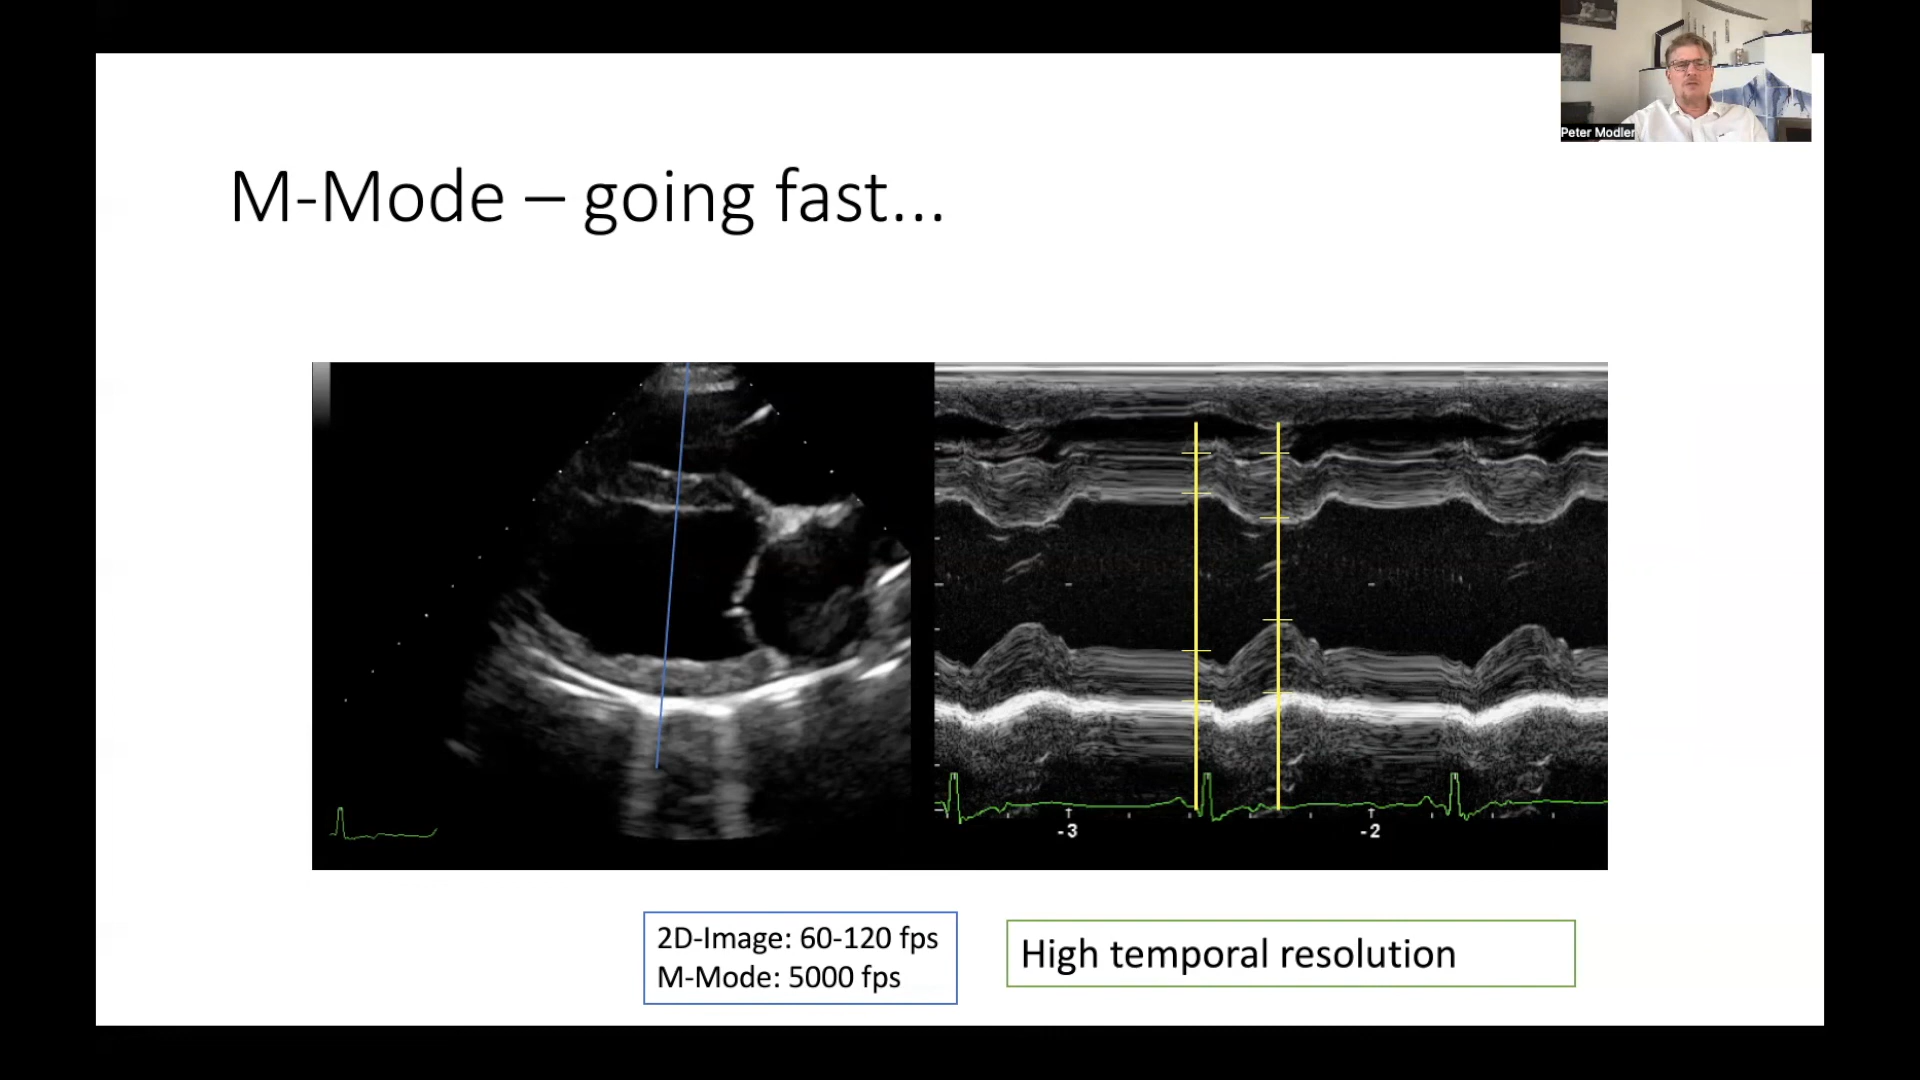 Peter Modler
M-Mode – going fast...
-3
-2
2D-Image: 60-120 fps
M-Mode: 5000 fps
High temporal resolution